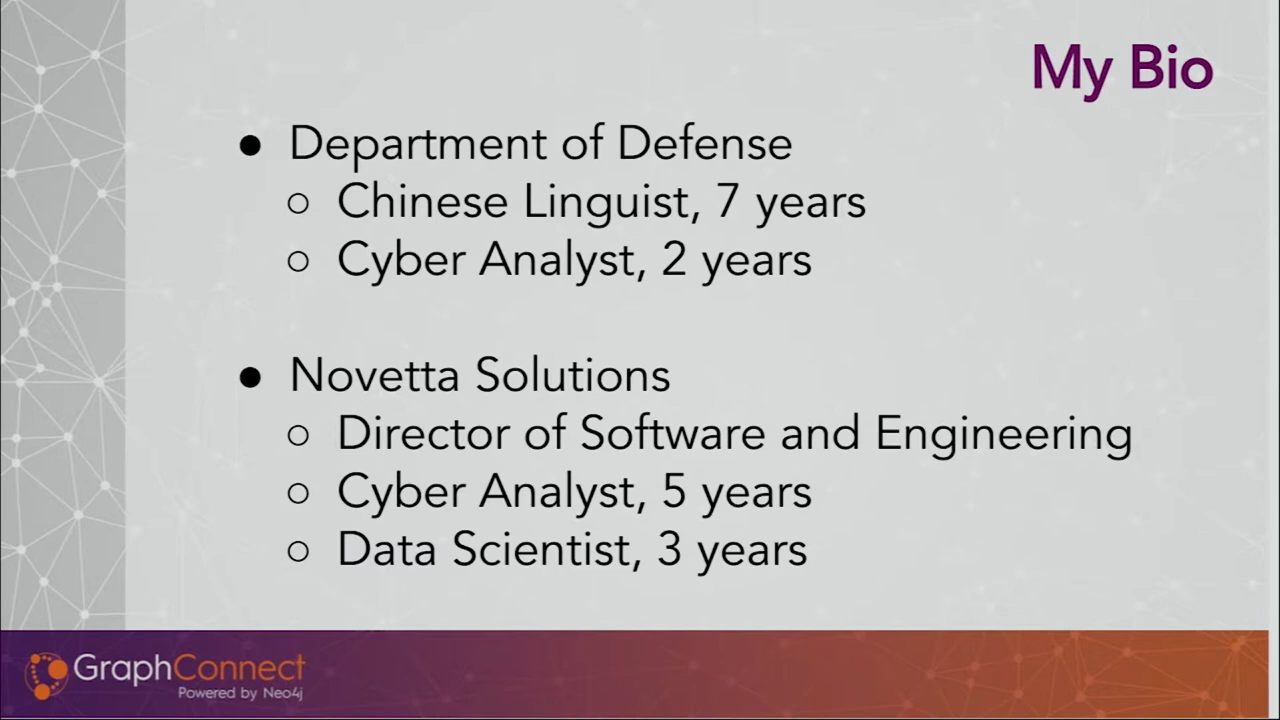 My Bio
● Department of Defense
○ Chinese Linguist, 7 years
○ Cyber Analyst, 2 years
● Novetta Solutions
○ Director of Software and Engineering
○ Cyber Analyst, 5 years
○ Data Scientist, 3 years
GraphConnect
Powered by Neo4j